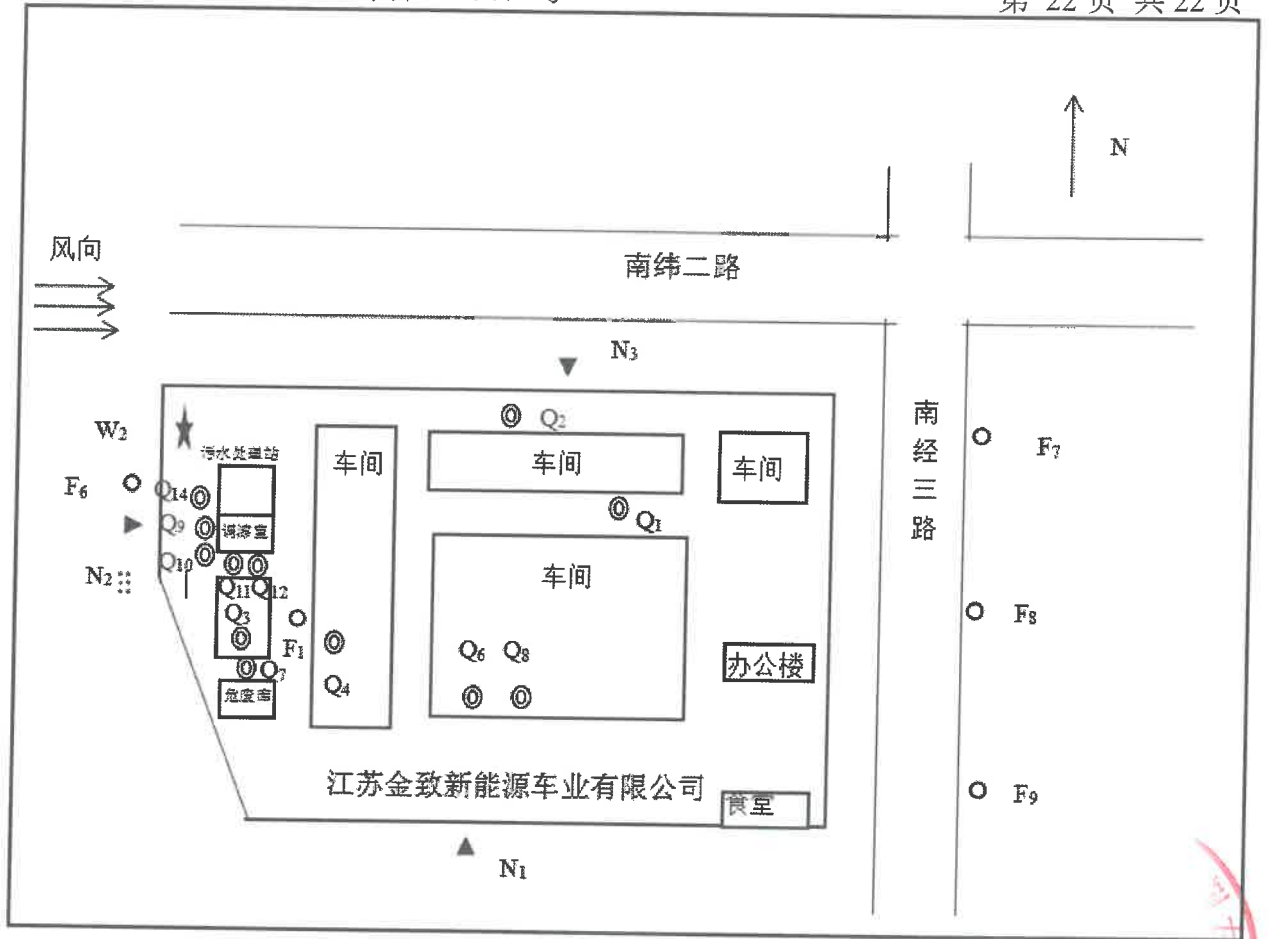 第 22 页 共 22 页
N
风向
南纬二路
N3
南经三路
W2
污水处理站
Q2
车间
车间
车间
F7
F6
Q14
Q9
调漆室
Q1
Q10
N2
Q11
Q12
车间
Q3
F1
F8
Q6
Q8
办公楼
Q7
Q4
危废库
江苏金致新能源车业有限公司
食堂
F9
N1